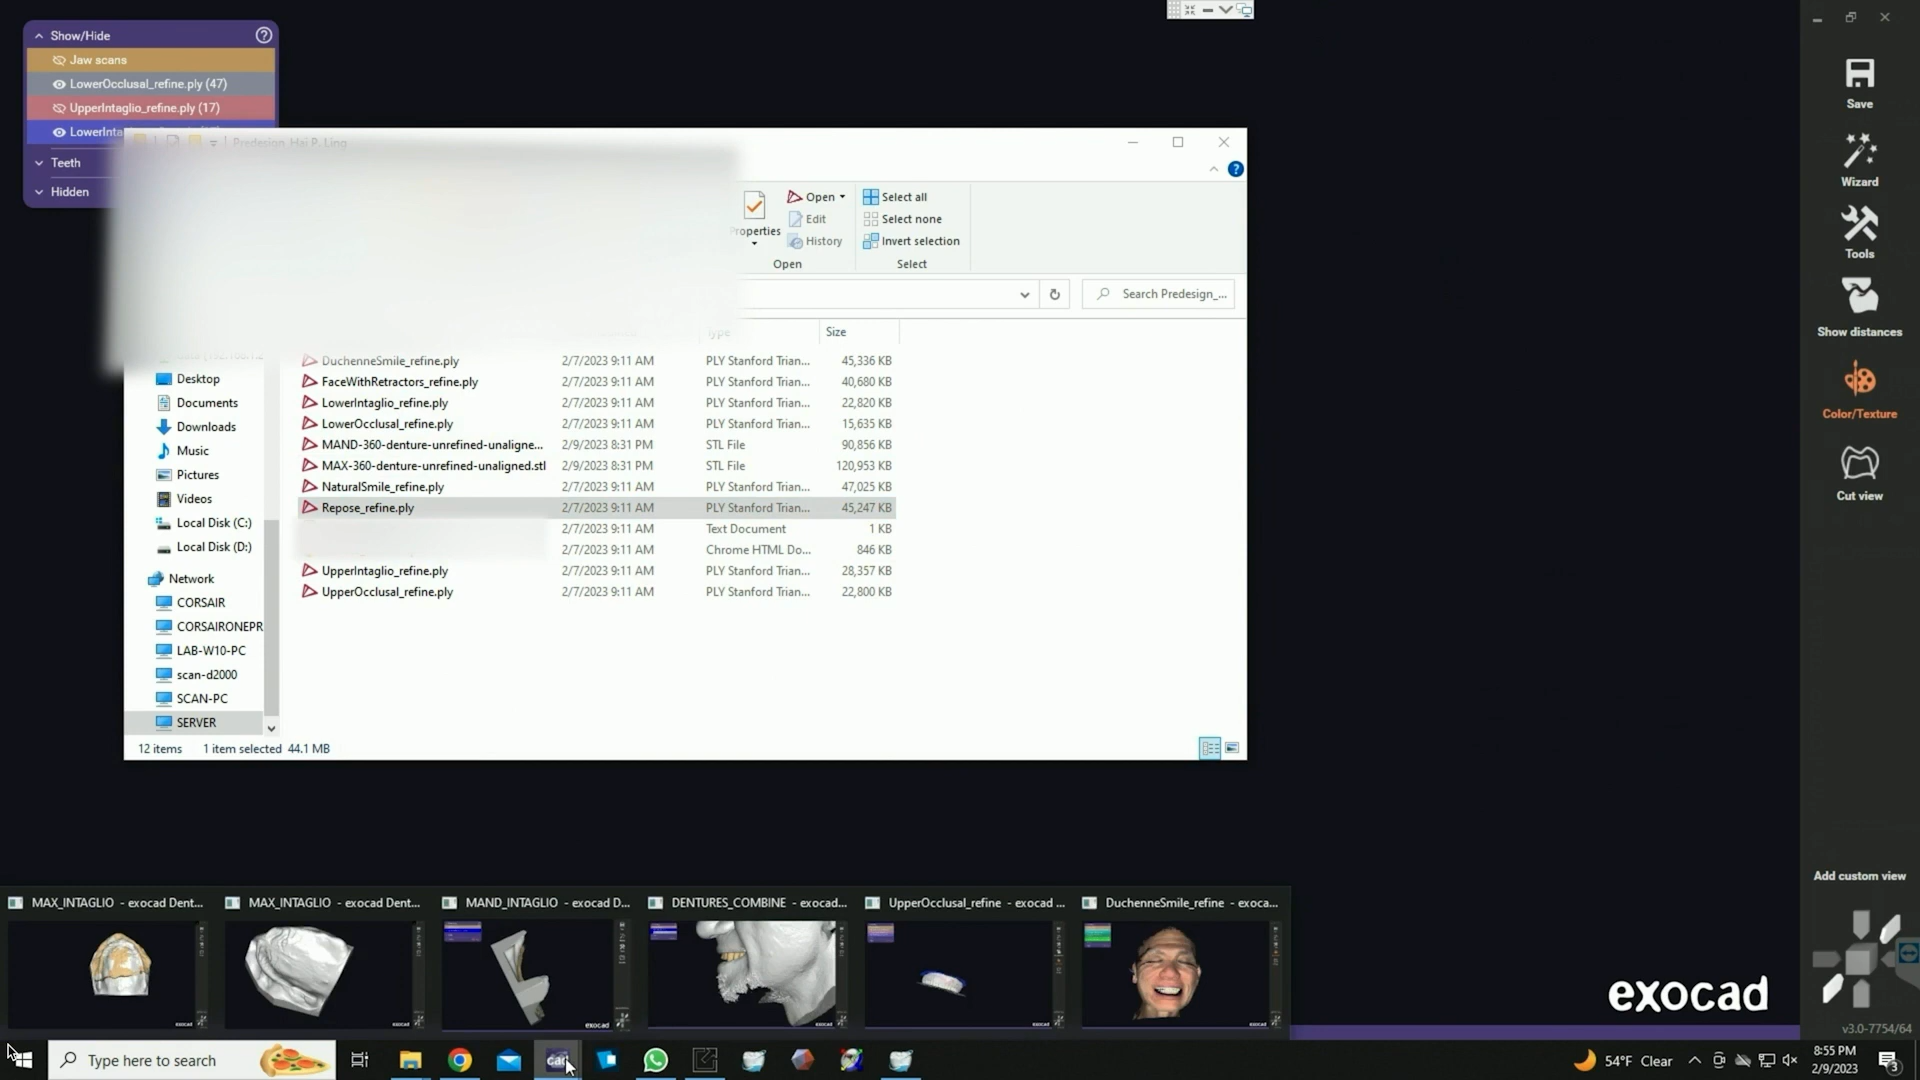 Show/Hide
Jaw scans
LowerOcclusal_refine.ply (47)
UpperIntaglio_refine.ply (17)
LowerInta
Teeth
Hidden
Predesign_Hai P. Ling
Properties
Open
Edit
History
Open
Select all
Select none
Invert selection
Select
Search Predesign_...
Type
Size
Desktop
Documents
Downloads
Music
Pictures
Videos
Local Disk (C:)
Local Disk (D:)
Network
CORSAIR
CORSAIRONEPR
LAB-W10-PC
scan-d2000
SCAN-PC
SERVER
DuchenneSmile_refine.ply 2/7/2023 9:11 AM PLY Stanford Trian... 45,336 KB
FaceWithRetractors_refine.ply 2/7/2023 9:11 AM PLY Stanford Trian... 40,680 KB
LowerIntaglio_refine.ply 2/7/2023 9:11 AM PLY Stanford Trian... 22,820 KB
LowerOcclusal_refine.ply 2/7/2023 9:11 AM PLY Stanford Trian... 15,635 KB
MAND-360-denture-unrefined-unaligne... 2/9/2023 8:31 PM STL File 90,856 KB
MAX-360-denture-unrefined-unaligned.stl 2/9/2023 8:31 PM STL File 120,953 KB
NaturalSmile_refine.ply 2/7/2023 9:11 AM PLY Stanford Trian... 47,025 KB
Repose_refine.ply 2/7/2023 9:11 AM PLY Stanford Trian... 45,247 KB
2/7/2023 9:11 AM Text Document 1 KB
2/7/2023 9:11 AM Chrome HTML Do... 846 KB
UpperIntaglio_refine.ply 2/7/2023 9:11 AM PLY Stanford Trian... 28,357 KB
UpperOcclusal_refine.ply 2/7/2023 9:11 AM PLY Stanford Trian... 22,800 KB
12 items 1 item selected 44.1 MB
Save
Wizard
Tools
Show distances
Color/Texture
Cut view
Add custom view
exocad
v3.0-7754/64
MAX_INTAGLIO - exocad Dent...
MAX_INTAGLIO - exocad Dent...
MAND_INTAGLIO - exocad D...
DENTURES_COMBINE - exocad...
UpperOcclusal_refine - exocad ...
DuchenneSmile_refine - exoca...
exocad
exocad
exocad
exocad
exocad
exocad
Type here to search
cad
54°F Clear
8:55 PM
2/9/2023
3